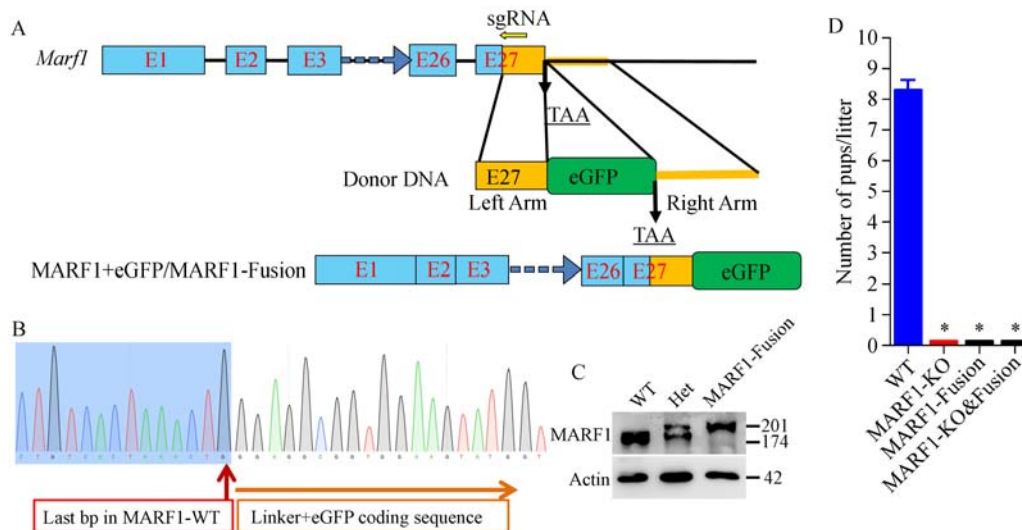 A
sgRNA
Marf1
E1
E2
E3
E26
E27
TAA
Donor DNA
E27
eGFP
Left Arm
Right Arm
TAA
MARF1+eGFP/MARF1-Fusion
E1
E2
E3
E26
E27
eGFP
B
Last bp in MARF1-WT
Linker+eGFP coding sequence
C
WT
Het
MARF1-Fusion
MARF1
201
174
Actin
42
D
Number of pups/litter
10
9
8
7
6
5
4
3
2
1
0
*
*
*
WT
MARF1-KO
MARF1-Fusion
MARF1-KO&Fusion